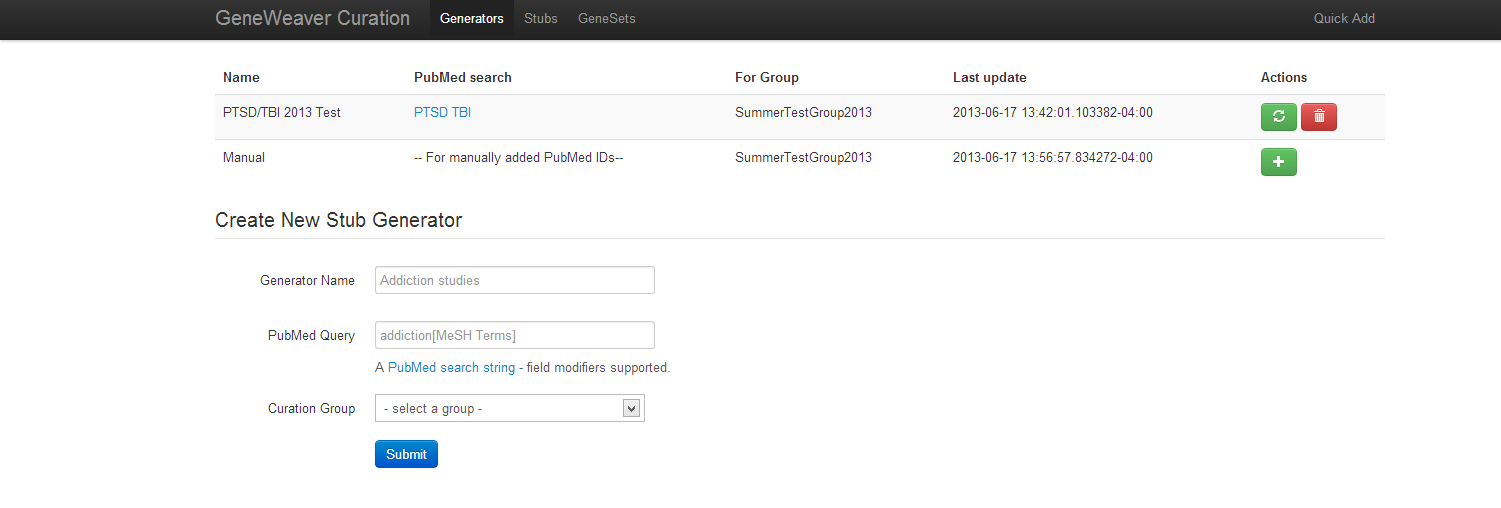 GeneWeaver Curation Generators Stubs GeneSets Quick Add
Name PubMed search For Group Last update Actions
PTSD/TBI 2013 Test PTSD TBI SummerTestGroup2013 2013-06-17 13:42:01.103382-04:00
Manual -- For manually added PubMed IDs-- SummerTestGroup2013 2013-06-17 13:56:57.834272-04:00
Create New Stub Generator
Generator Name Addiction studies
PubMed Query addiction[MeSH Terms]
A PubMed search string - field modifiers supported.
Curation Group - select a group -
Submit